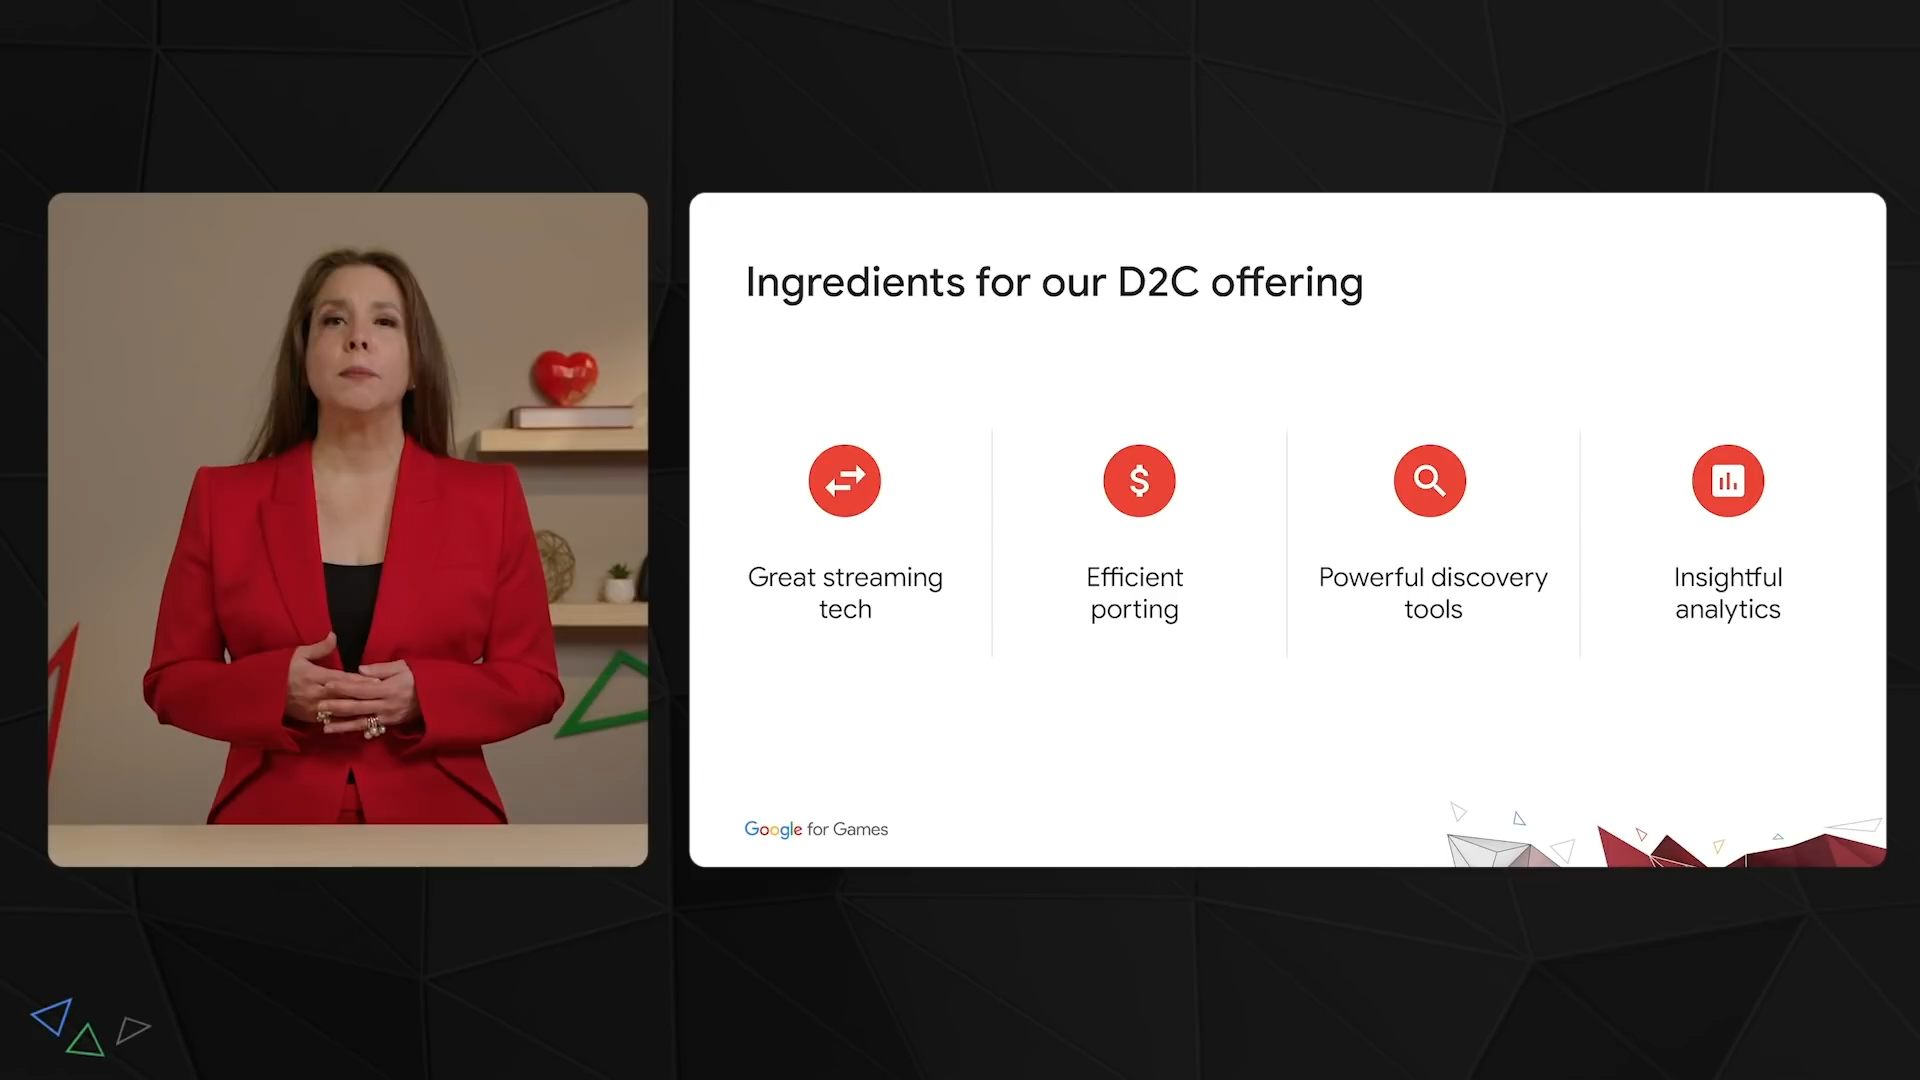 Ingredients for our D2C offering
Great streaming
tech
Efficient
porting
Powerful discovery
tools
Insightful
analytics
Google for Games